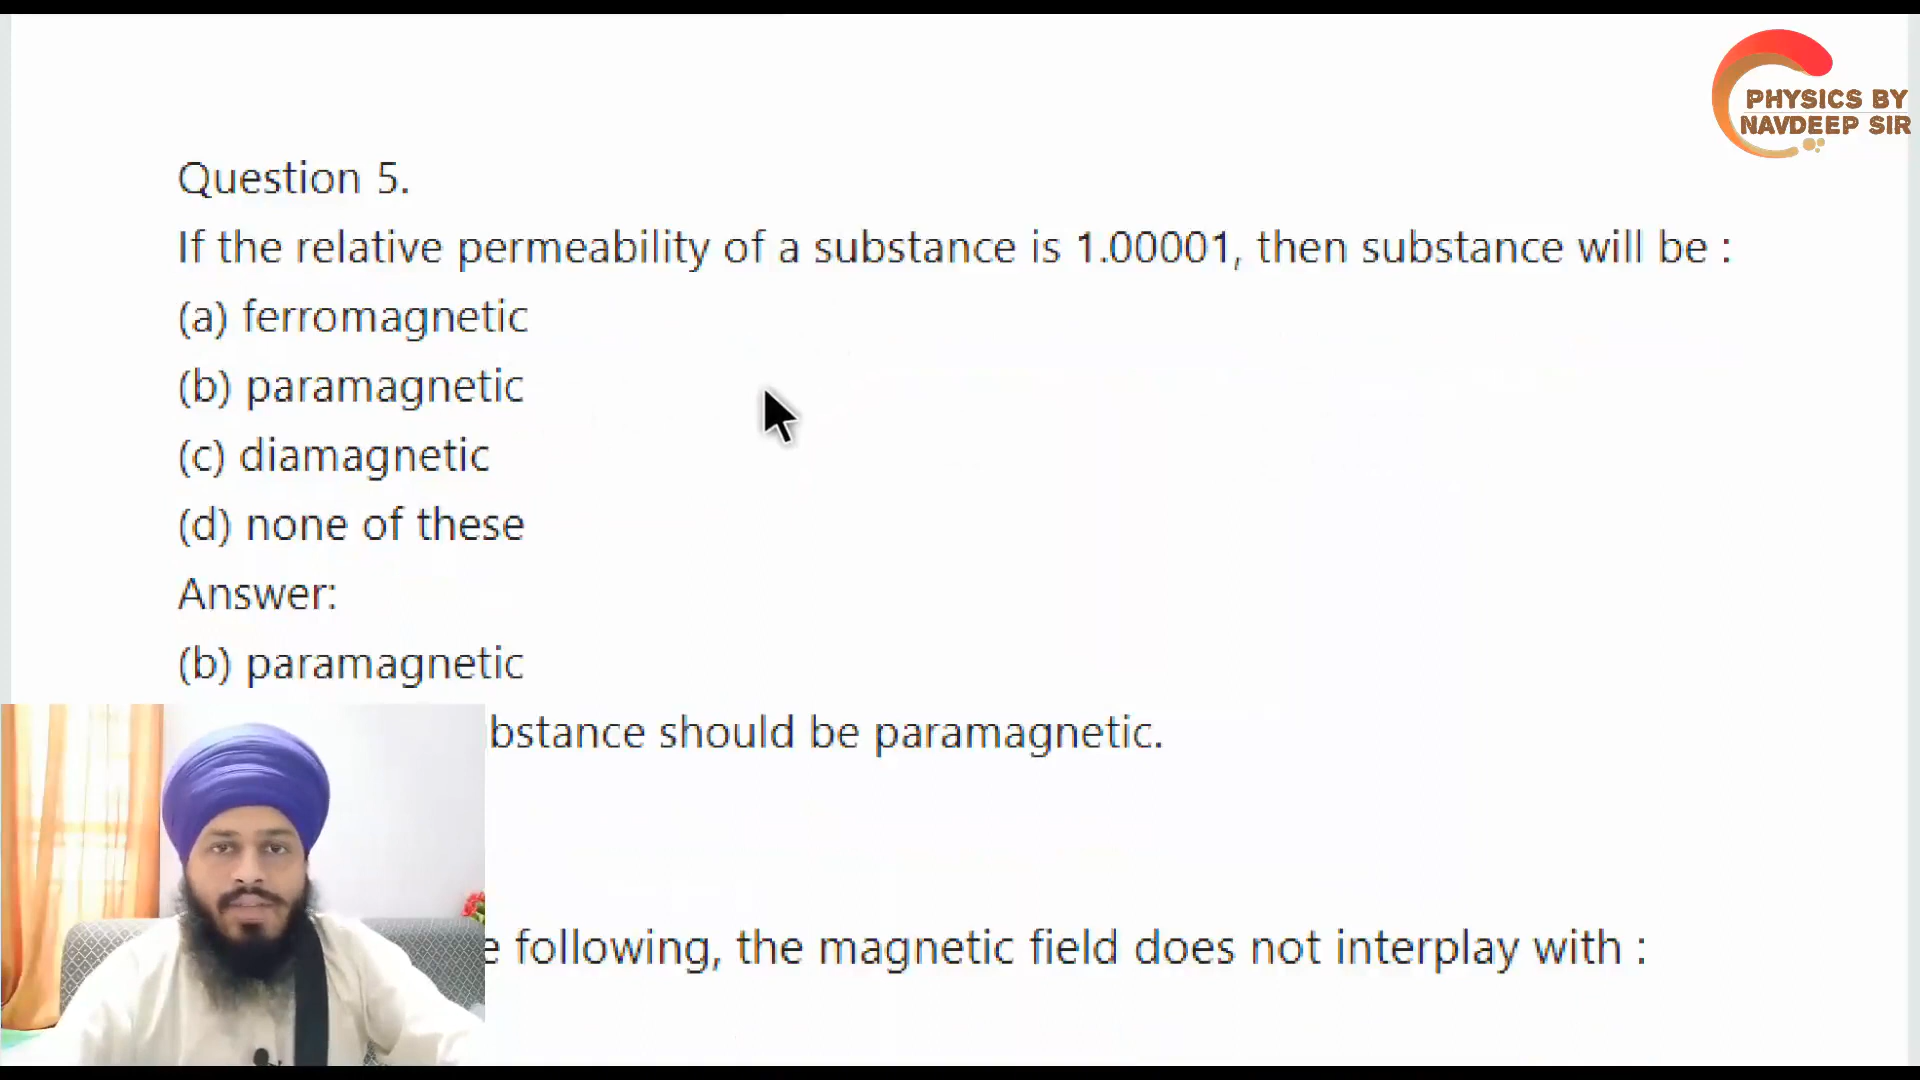 PHYSICS BY
NAVDEEP SIR
Question 5.
If the relative permeability of a substance is 1.00001, then substance will be :
(a) ferromagnetic
(b) paramagnetic
(c) diamagnetic
(d) none of these
Answer:
(b) paramagnetic
should be paramagnetic.
following, the magnetic field does not interplay with :